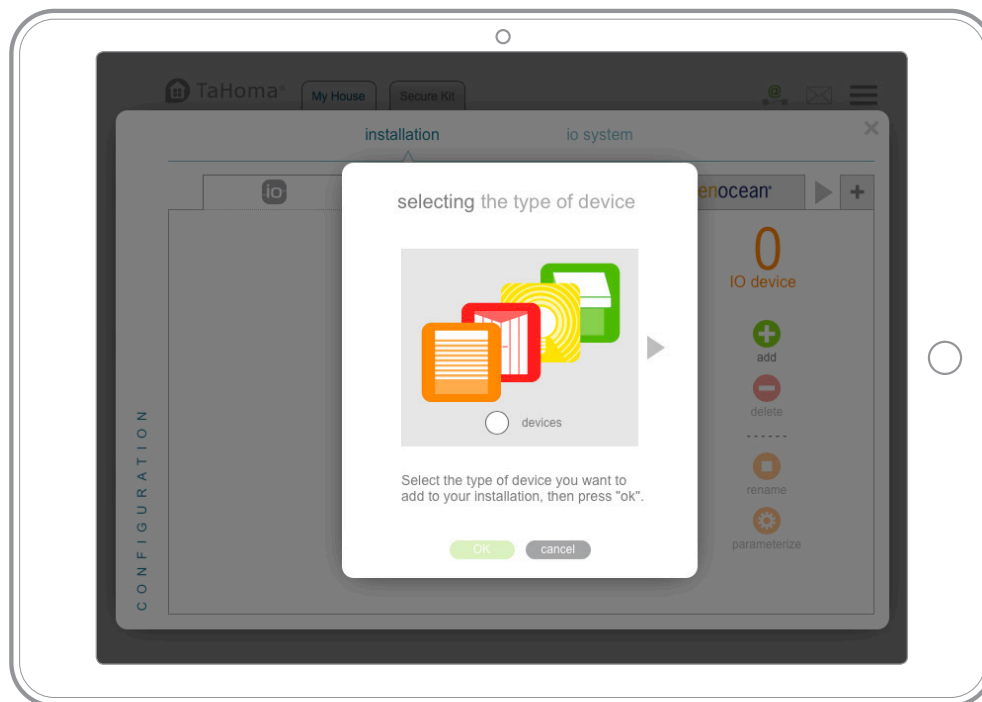 TaHoma®
My House
Secure Kit
@
installation
io system
io
enocean®
selecting the type of device
0
IO device
add
delete
rename
parameterize
devices
Select the type of device you want to
add to your installation, then press "ok".
OK
cancel
CONFIGURATION